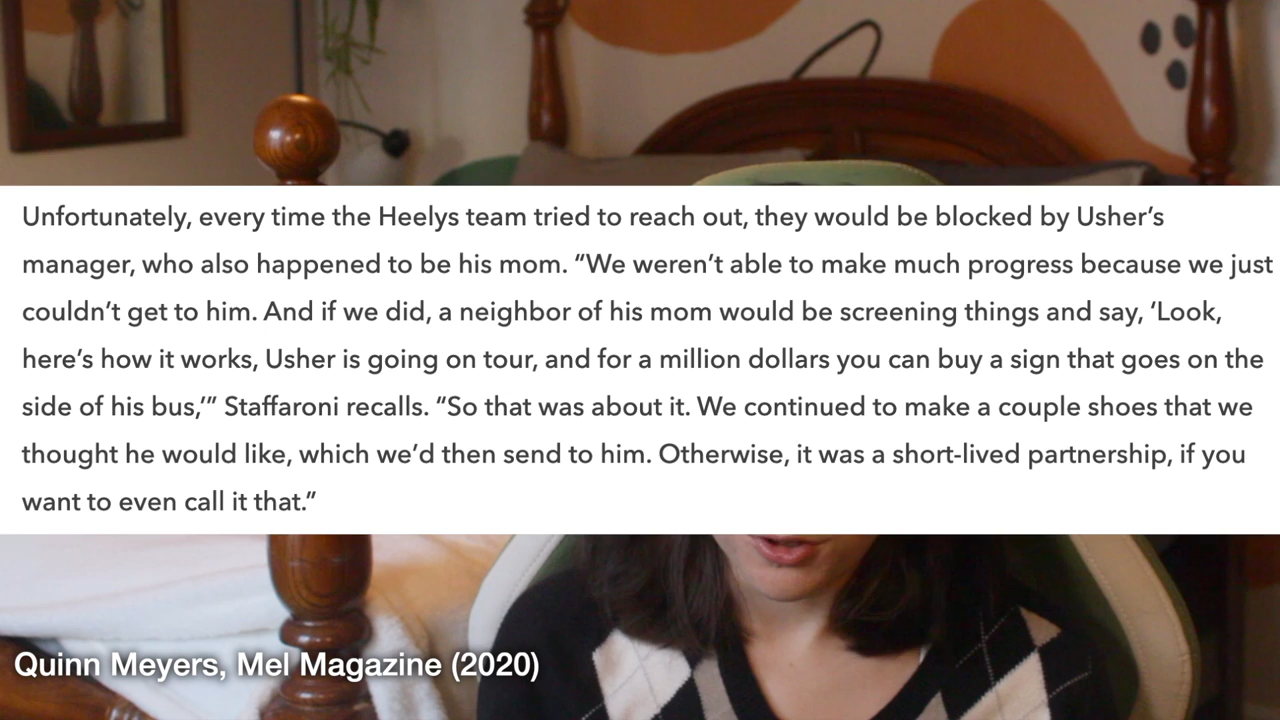 Unfortunately, every time the Heelys team tried to reach out, they would be blocked by Usher’s
manager, who also happened to be his mom. “We weren’t able to make much progress because we just
couldn’t get to him. And if we did, a neighbor of his mom would be screening things and say, ‘Look,
here’s how it works, Usher is going on tour, and for a million dollars you can buy a sign that goes on the
side of his bus,’” Staffaroni recalls. “So that was about it. We continued to make a couple shoes that we
thought he would like, which we’d then send to him. Otherwise, it was a short-lived partnership, if you
want to even call it that.”
Quinn Meyers, Mel Magazine (2020)